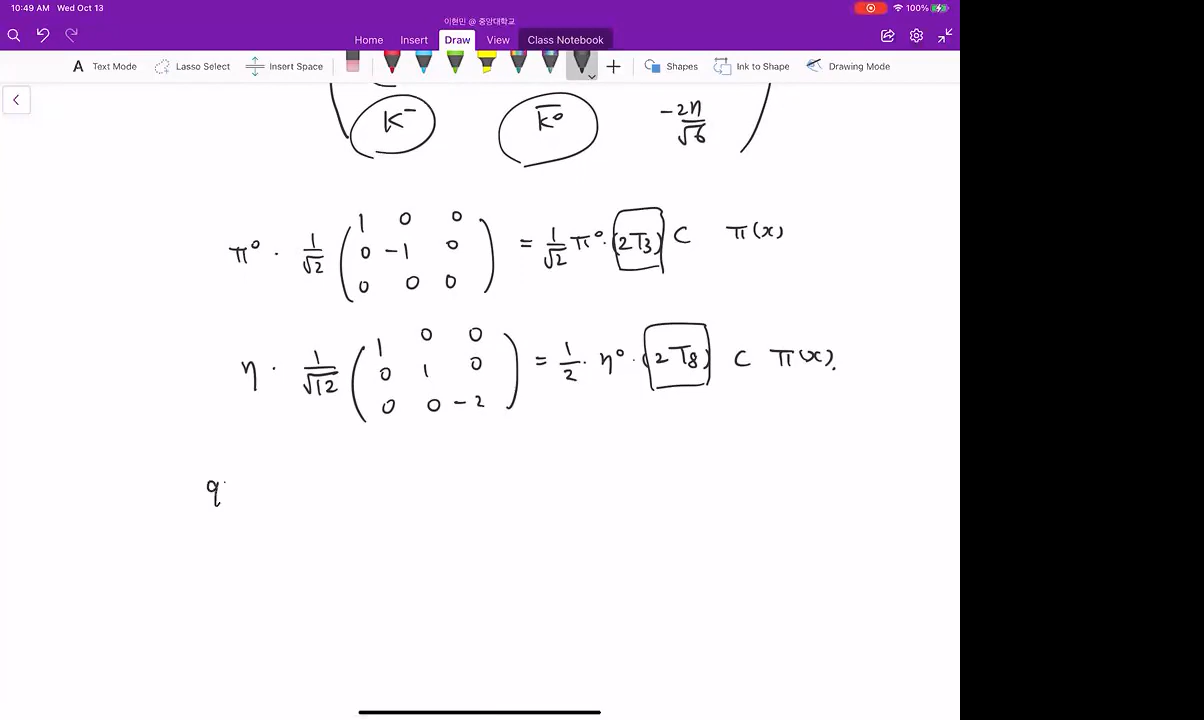 10:49 AM Wed Oct 13
100%
이현민 @ 중앙대학교
Home Insert Draw View Class Notebook
A Text Mode Lasso Select Insert Space Shapes Ink to Shape Drawing Mode
K⁻ K̄⁰ -2η/√6
π⁰ · 1/√2 ( 1 0 0 = 1/√2 π⁰ · (2T₃) ⊂ π(x)
0 -1 0
0 0 0 )
η · 1/√12 ( 1 0 0 = 1/2 · η⁰ · (2T₈) ⊂ π(x).
0 1 0
0 0 -2 )
q